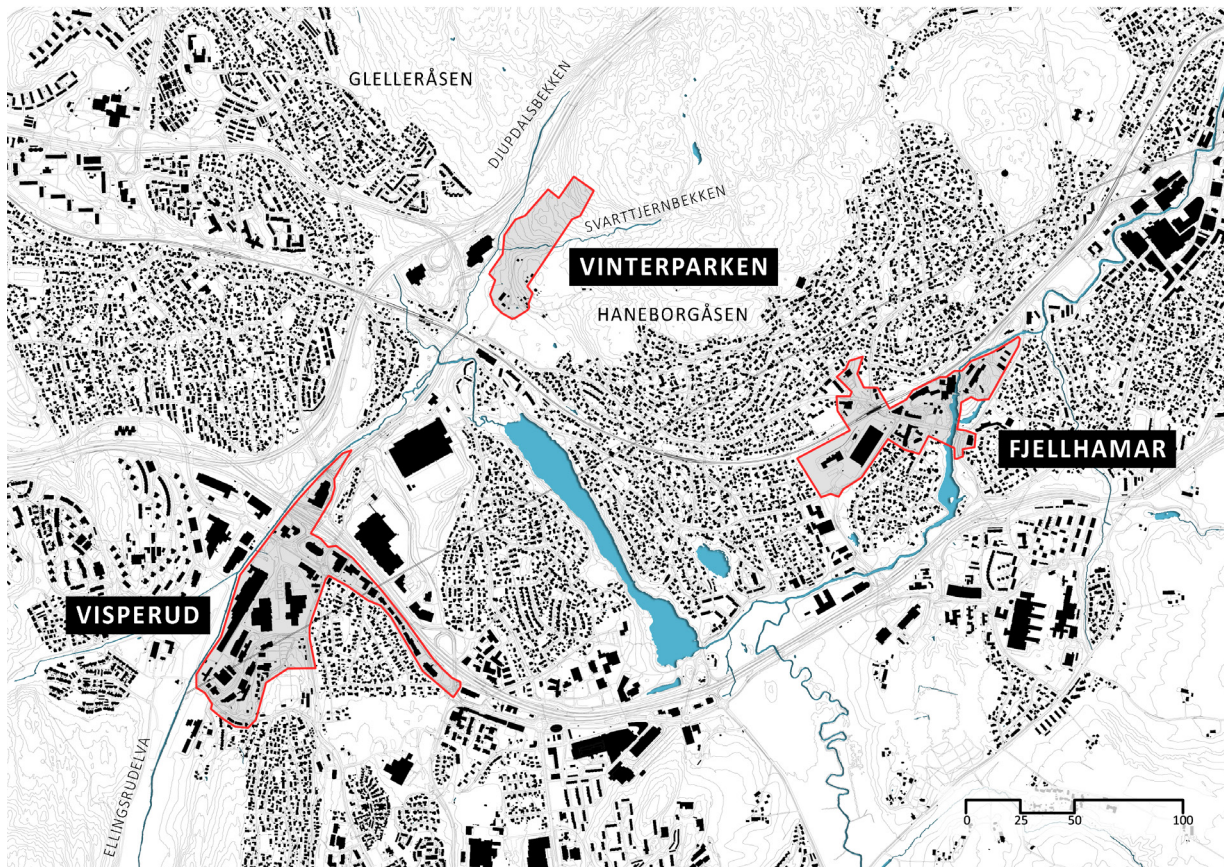 GLELLERÅSEN
DJUPDALSBEKKEN
SVARTTJERNBEKKEN
VINTERPARKEN
HANEBORGÅSEN
FJELLHAMAR
VISPERUD
ELLINGSRUDELVA
0 25 50 100